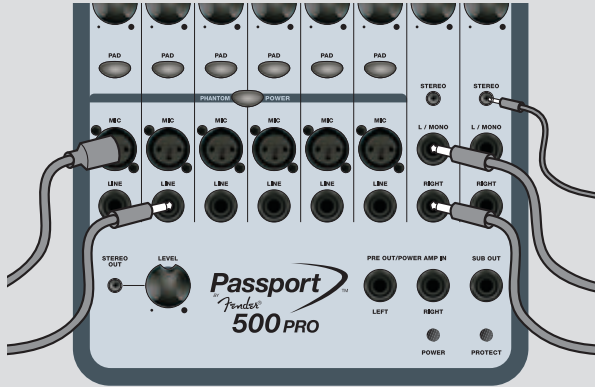 PAD PAD PAD PAD PAD PAD
STEREO STEREO
PHANTOM POWER
MIC MIC MIC MIC MIC MIC L / MONO L / MONO
LINE LINE LINE LINE LINE LINE RIGHT RIGHT
STEREO OUT
LEVEL
Passport™
BY Fender®
500 PRO
PRE OUT/POWER AMP IN
SUB OUT
LEFT RIGHT
POWER PROTECT